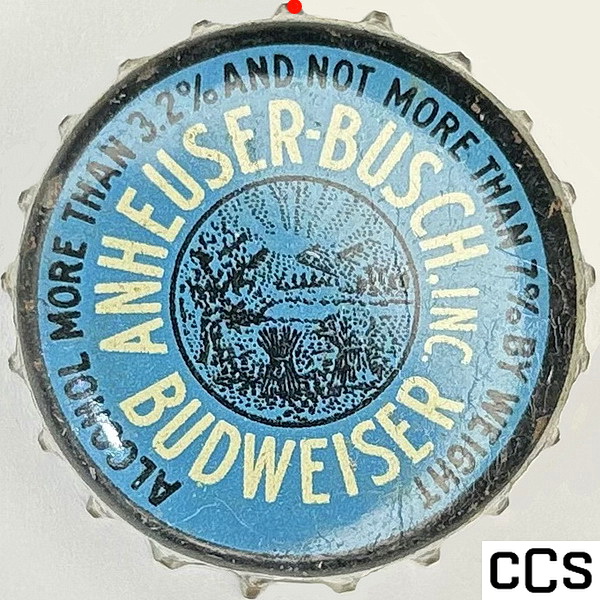 ALCOHOL MORE THAN 3.2% AND NOT MORE THAN 7% BY WEIGHT
ANHEUSER-BUSCH, INC.
BUDWEISER
CCS